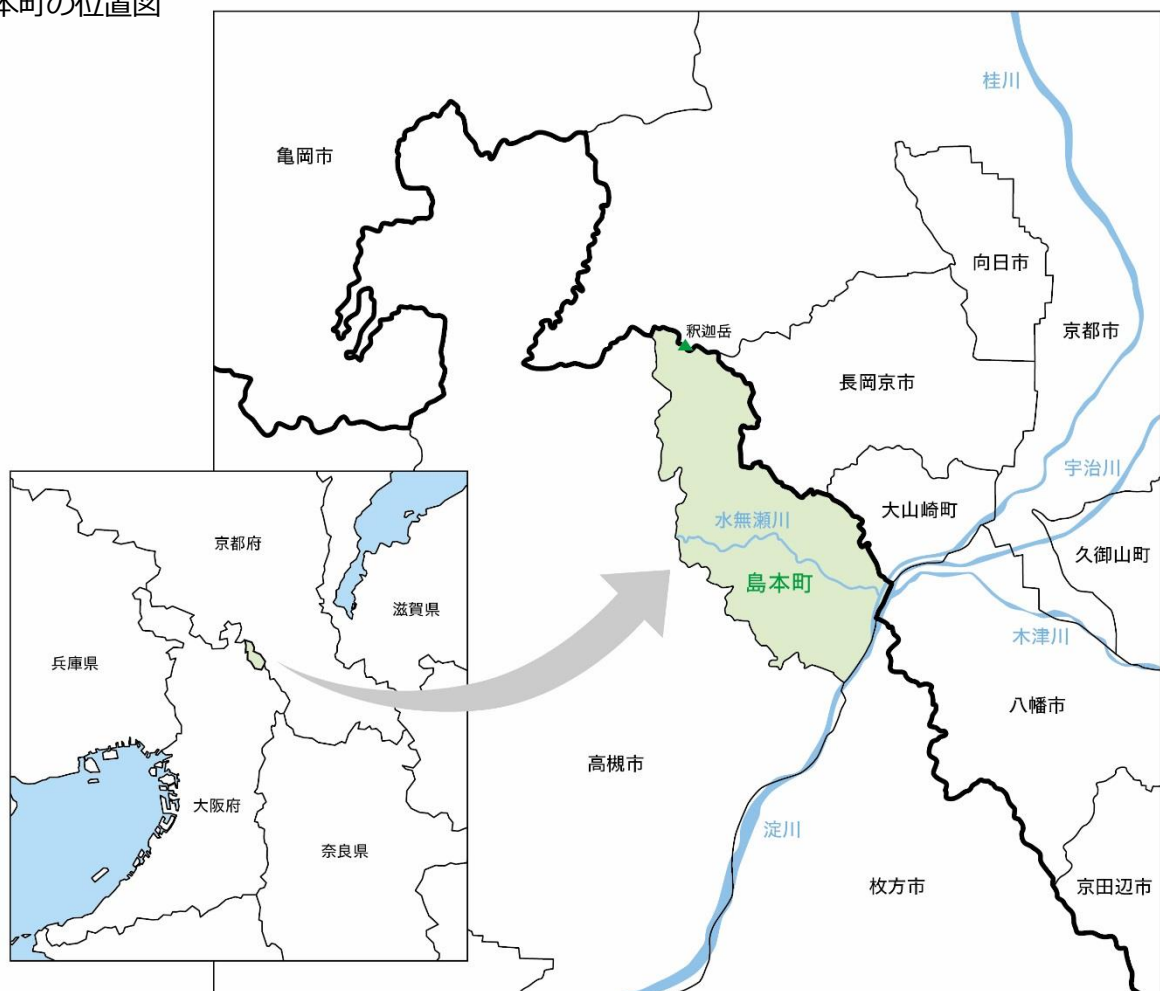 本町の位置図
桂川
亀岡市
向日市
京都市
釈迦岳
長岡京市
宇治川
大山崎町
水無瀬川
久御山町
京都府
島本町
滋賀県
木津川
兵庫県
八幡市
高槻市
大阪府
淀川
奈良県
枚方市
京田辺市